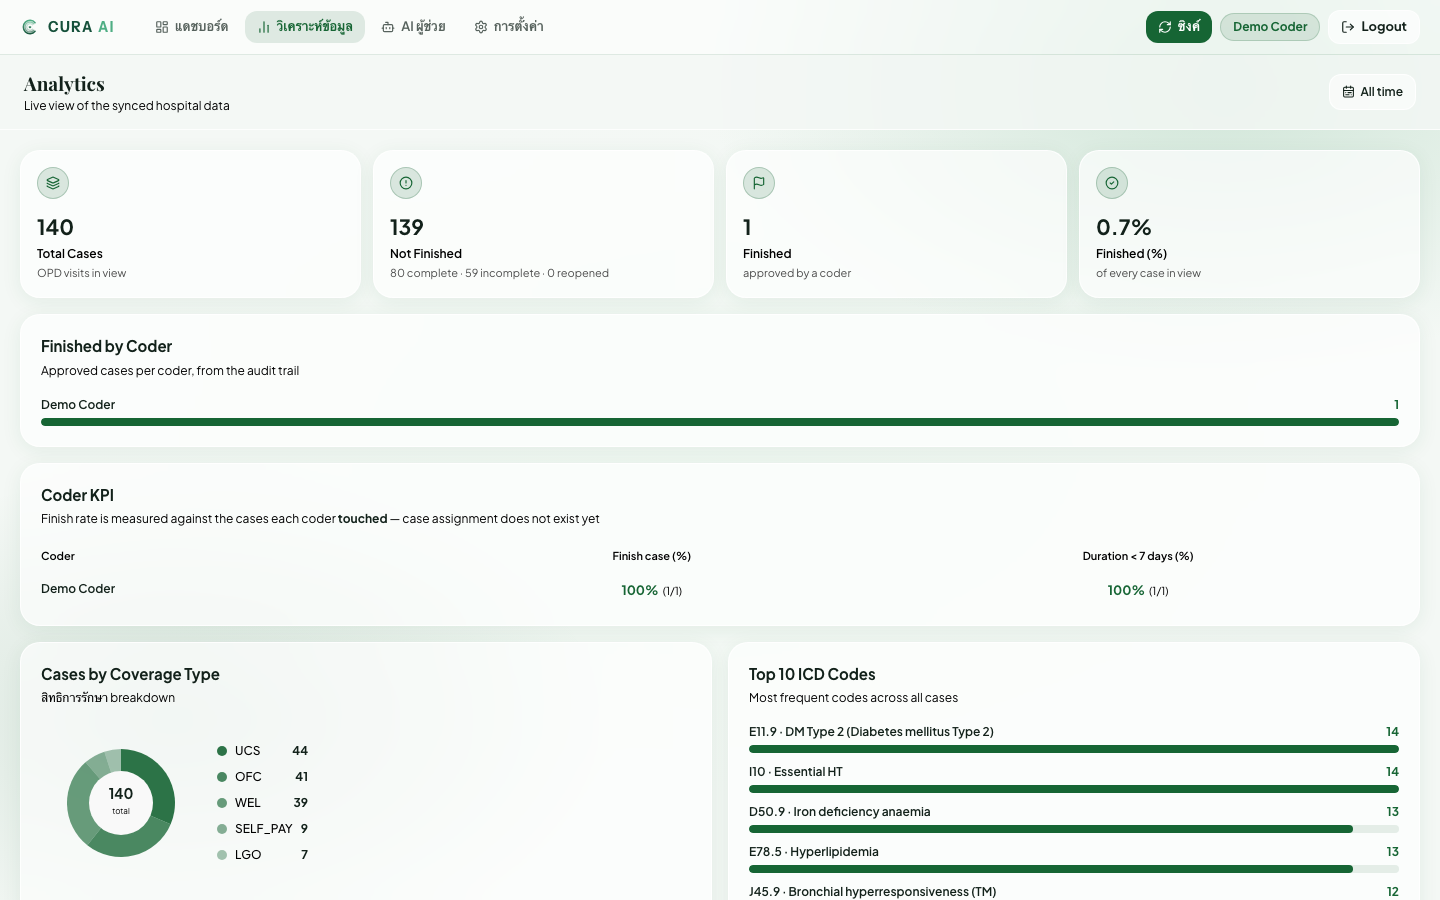 CURA AI
แดชบอร์ด
วิเคราะห์ข้อมูล
AI ผู้ช่วย
การตั้งค่า
ซิงค์
Demo Coder
Logout
Analytics
Live view of the synced hospital data
All time
140
Total Cases
OPD visits in view
139
Not Finished
80 complete · 59 incomplete · 0 reopened
1
Finished
approved by a coder
0.7%
Finished (%)
of every case in view
Finished by Coder
Approved cases per coder, from the audit trail
Demo Coder 1
Coder KPI
Finish rate is measured against the cases each coder touched — case assignment does not exist yet
Coder Finish case (%) Duration < 7 days (%)
Demo Coder 100% (1/1) 100% (1/1)
Cases by Coverage Type
สิทธิการรักษา breakdown
140
total
UCS 44
OFC 41
WEL 39
SELF_PAY 9
LGO 7
Top 10 ICD Codes
Most frequent codes across all cases
E11.9 · DM Type 2 (Diabetes mellitus Type 2) 14
I10 · Essential HT 14
D50.9 · Iron deficiency anaemia 13
E78.5 · Hyperlipidemia 13
J45.9 · Bronchial hyperresponsiveness (TM) 12